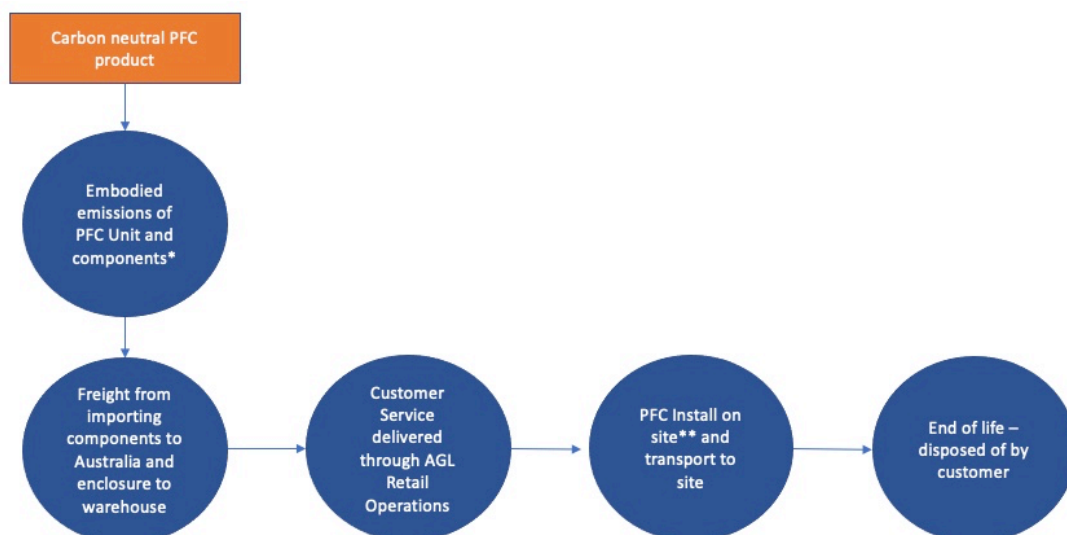 Carbon neutral PFC
product
Embodied
emissions of
PFC Unit and
components*
Freight from
importing
components to
Australia and
enclosure to
warehouse
Customer
Service
delivered
through AGL
Retail
Operations
PFC Install on
site** and
transport to
site
End of life –
disposed of by
customer